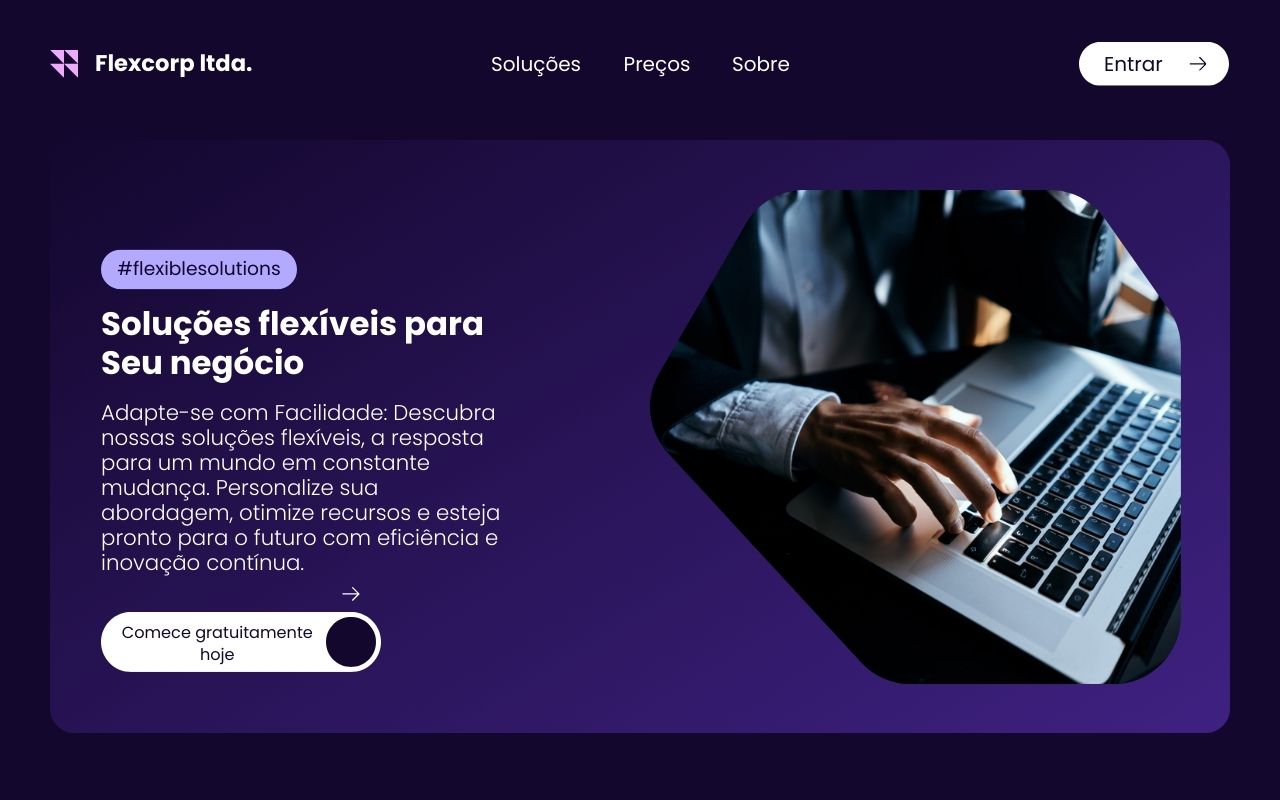 Flexcorp ltda.
Soluções
Preços
Sobre
Entrar
#flexiblesolutions
Soluções flexíveis para
Seu negócio
Adapte-se com Facilidade: Descubra
nossas soluções flexíveis, a resposta
para um mundo em constante
mudança. Personalize sua
abordagem, otimize recursos e esteja
pronto para o futuro com eficiência e
inovação contínua.
Comece gratuitamente
hoje